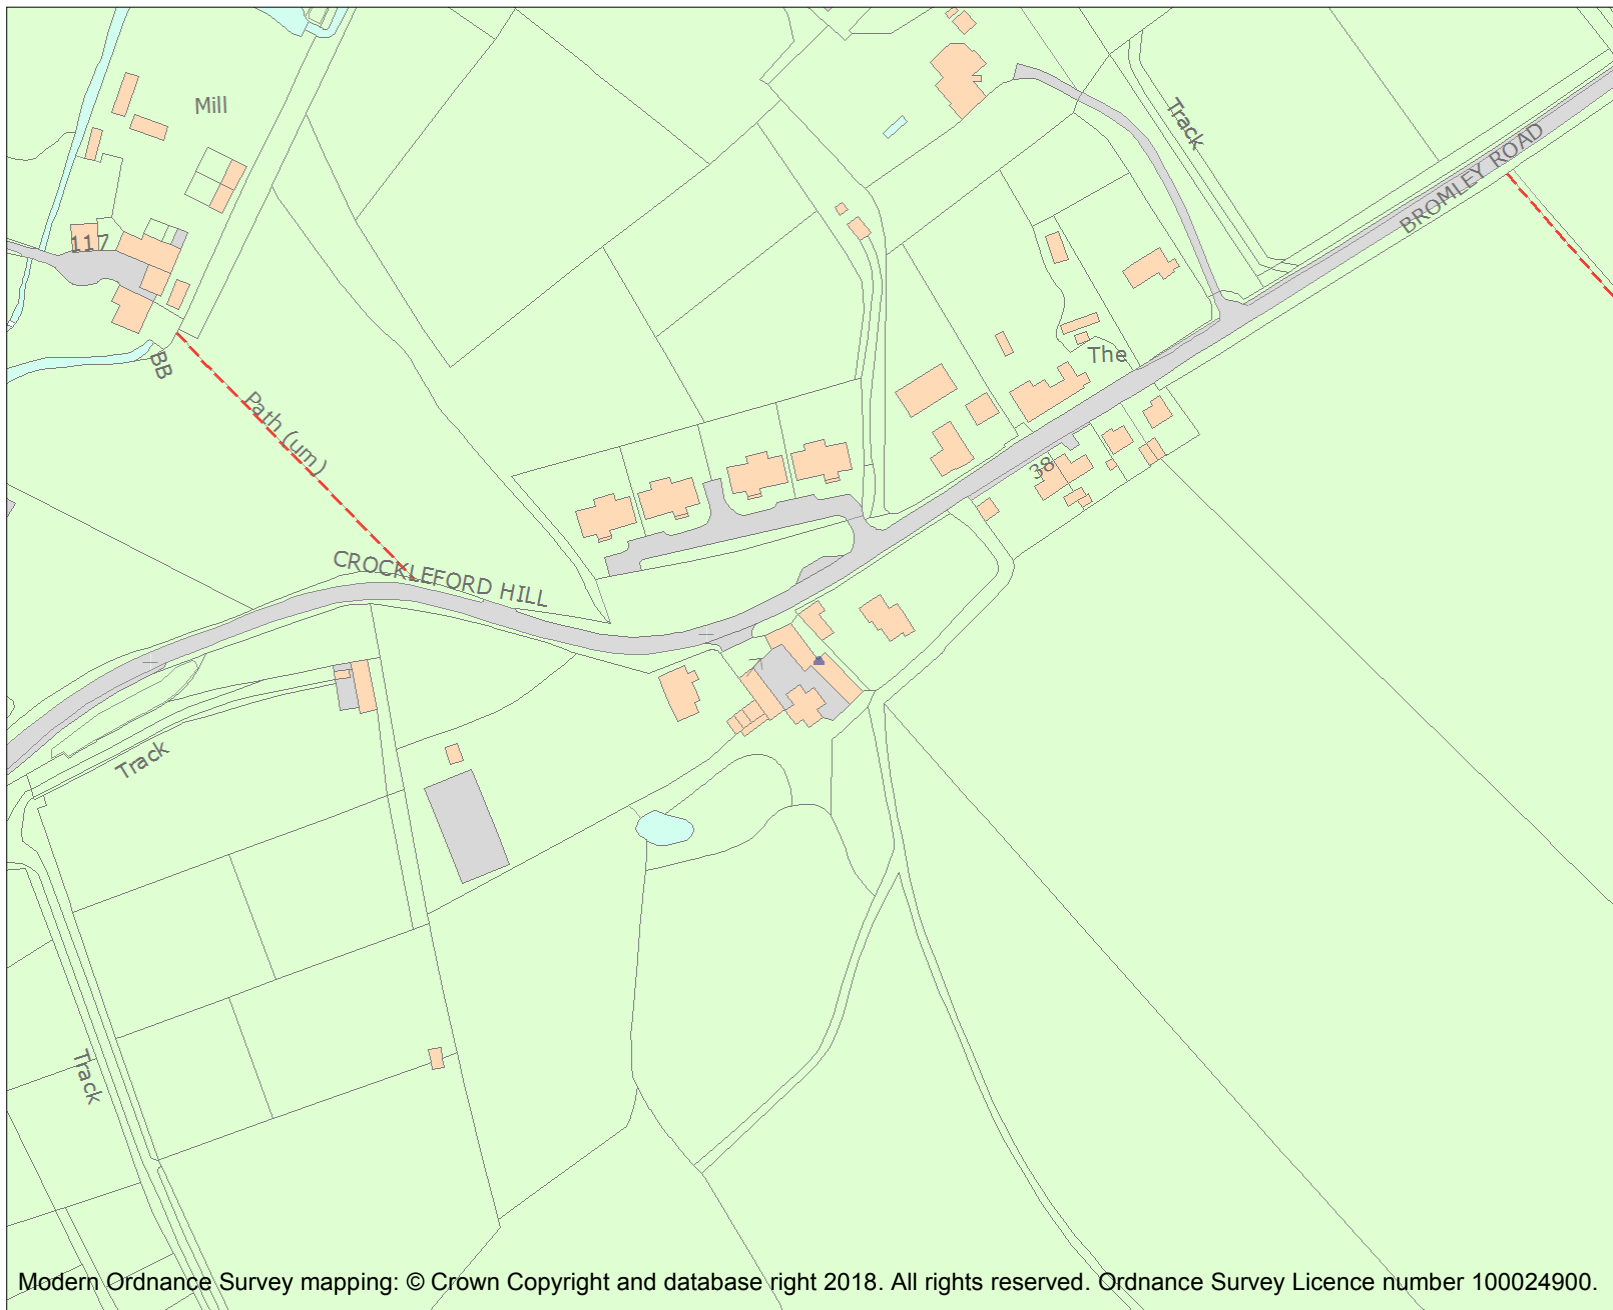 Mill
Track
BROMLEY ROAD
117
BB
The
Path (um)
38
CROCKLEFORD HILL
7
Track
Track
Modern Ordnance Survey mapping: © Crown Copyright and database right 2018. All rights reserved. Ordnance Survey Licence number 100024900.